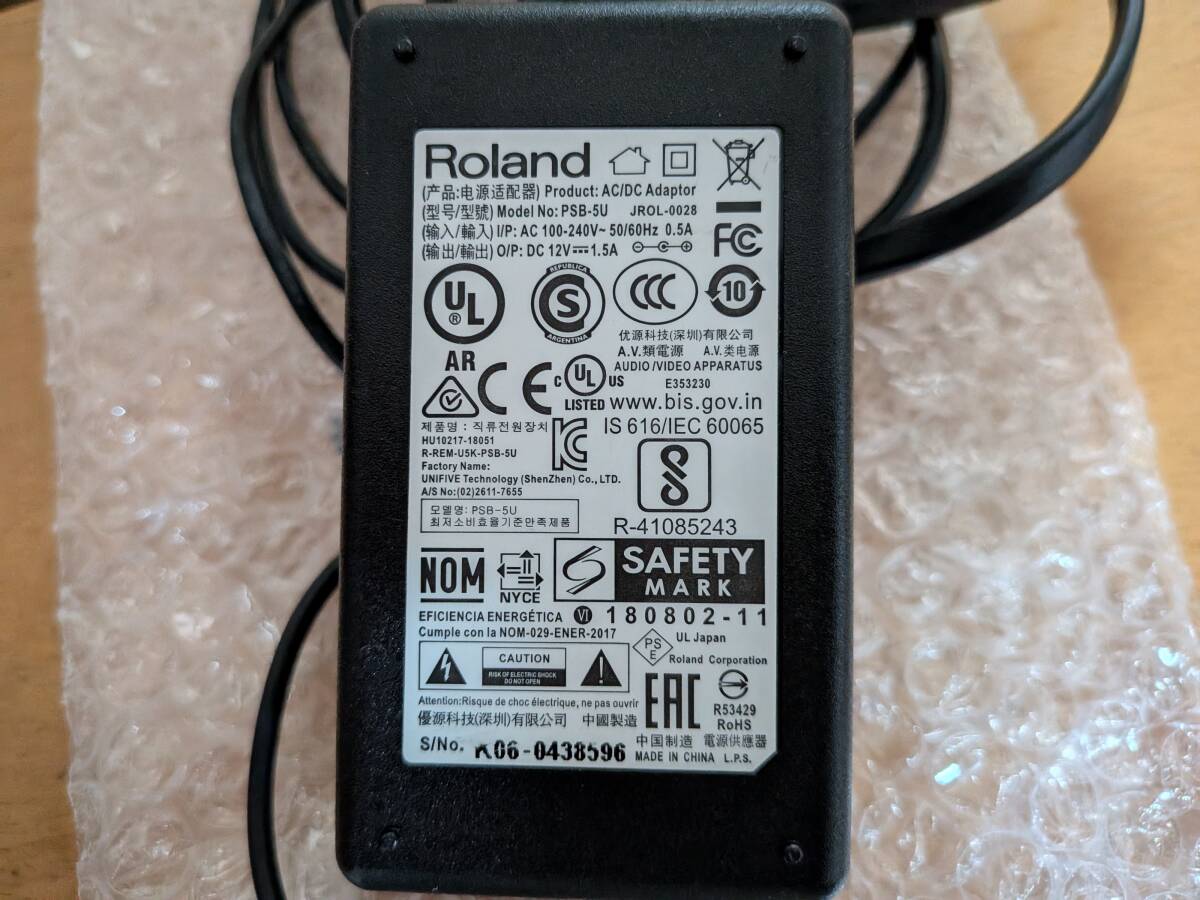 Roland
(产品:电源适配器) Product: AC/DC Adaptor
(型号/型號) Model No: PSB-5U JROL-0028
(输入/輸入) I/P: AC 100-240V~ 50/60Hz 0.5A
(输出/輸出) O/P: DC 12V⎓1.5A
FC
UL
®
REPUBLICA
S
ARGENTINA
CCC
10
优源科技(深圳)有限公司
A.V.類電源 A.V.类电源
AUDIO/VIDEO APPARATUS
E353230
AR
CE
C UL US
LISTED
www.bis.gov.in
IS 616/IEC 60065
R-41085243
제품명 : 직류전원장치
HU10217-18051
R-REM-U5K-PSB-5U
Factory Name:
UNIFIVE Technology (ShenZhen) Co., LTD.
A/S No:(02)2611-7655
모델명: PSB-5U
최저소비효율기준만족제품
NOM
NYCE
SAFETY
MARK
EFICIENCIA ENERGÉTICA VI 180802-11
Cumple con la NOM-029-ENER-2017
PS
E
UL Japan
Roland Corporation
CAUTION
RISK OF ELECTRIC SHOCK
DO NOT OPEN
Attention:Risque de choc électrique, ne pas ouvrir
EAC
R53429
RoHS
優源科技(深圳)有限公司 中國製造
中国制造 電源供應器
S/No. K06-0438596
MADE IN CHINA L.P.S.